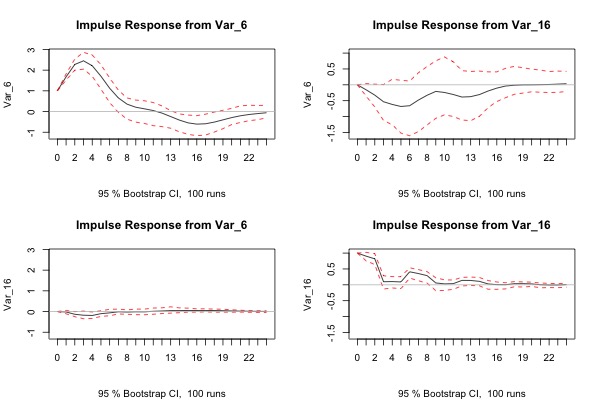 Impulse Response from Var_6
Var_6
3
2
1
0
-1
0 2 4 6 8 10 13 16 19 22
95 % Bootstrap CI, 100 runs
Impulse Response from Var_16
Var_6
0.5
-0.5
-1.5
0 2 4 6 8 10 13 16 19 22
95 % Bootstrap CI, 100 runs
Impulse Response from Var_6
Var_16
3
2
1
0
-1
0 2 4 6 8 10 13 16 19 22
95 % Bootstrap CI, 100 runs
Impulse Response from Var_16
Var_16
0.5
-0.5
-1.5
0 2 4 6 8 10 13 16 19 22
95 % Bootstrap CI, 100 runs